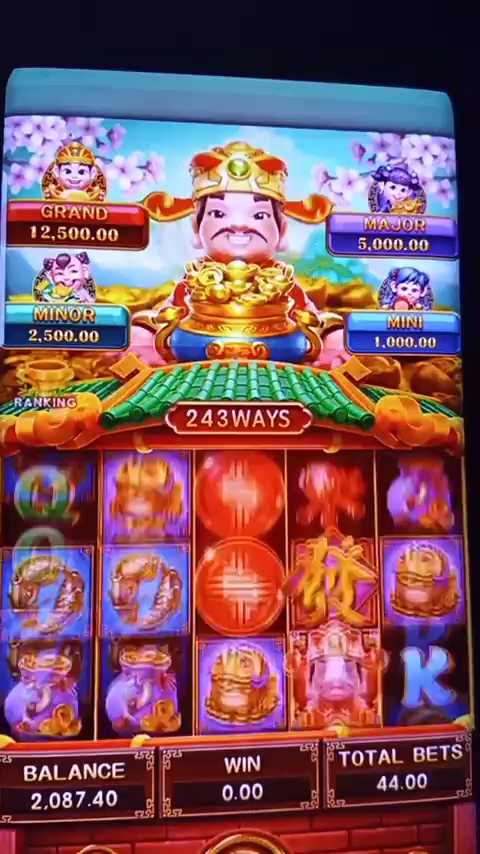 GRAND
12,500.00
MAJOR
5,000.00
MINOR
2,500.00
MINI
1,000.00
RANKING
243WAYS
Q
發
K
BALANCE
2,087.40
WIN
0.00
TOTAL BETS
44.00